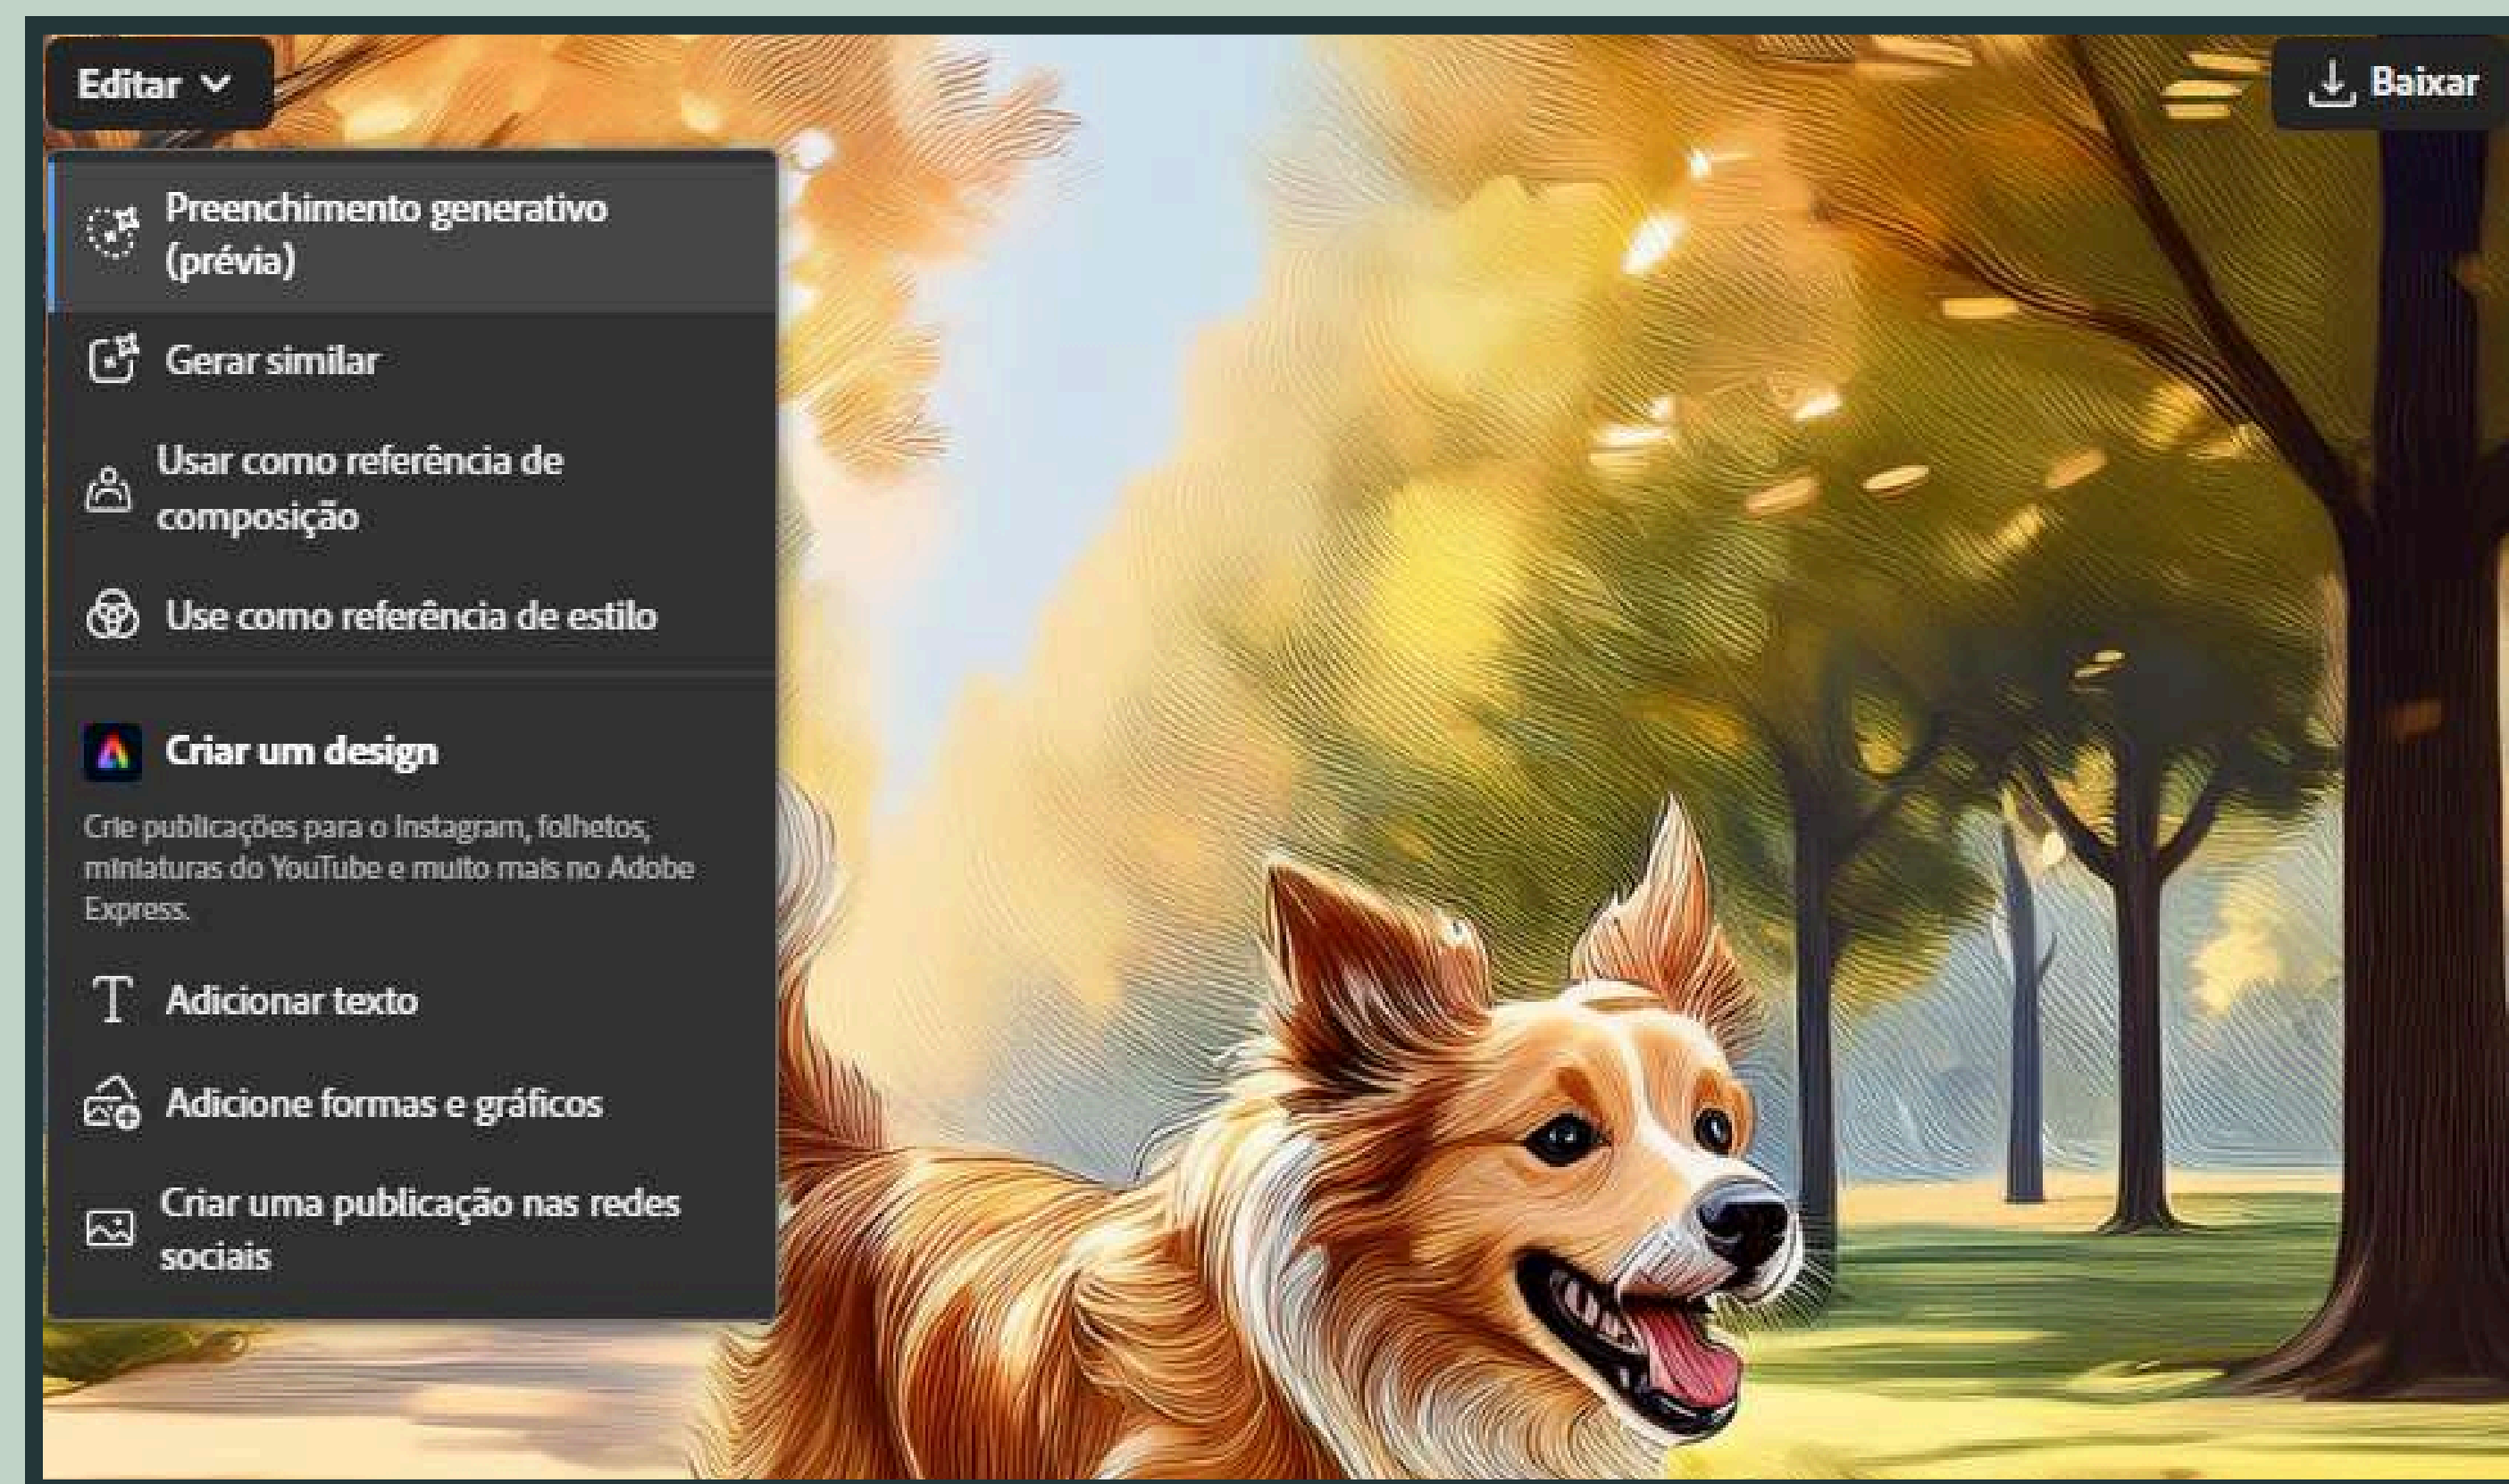 Editar
Baixar
Preenchimento generativo
(prévia)
Gerar similar
Usar como referência de
composição
Use como referência de estilo
Criar um design
Crie publicações para o Instagram, folhetos,
miniaturas do YouTube e muito mais no Adobe
Express.
Adicionar texto
Adicione formas e gráficos
Criar uma publicação nas redes
sociais